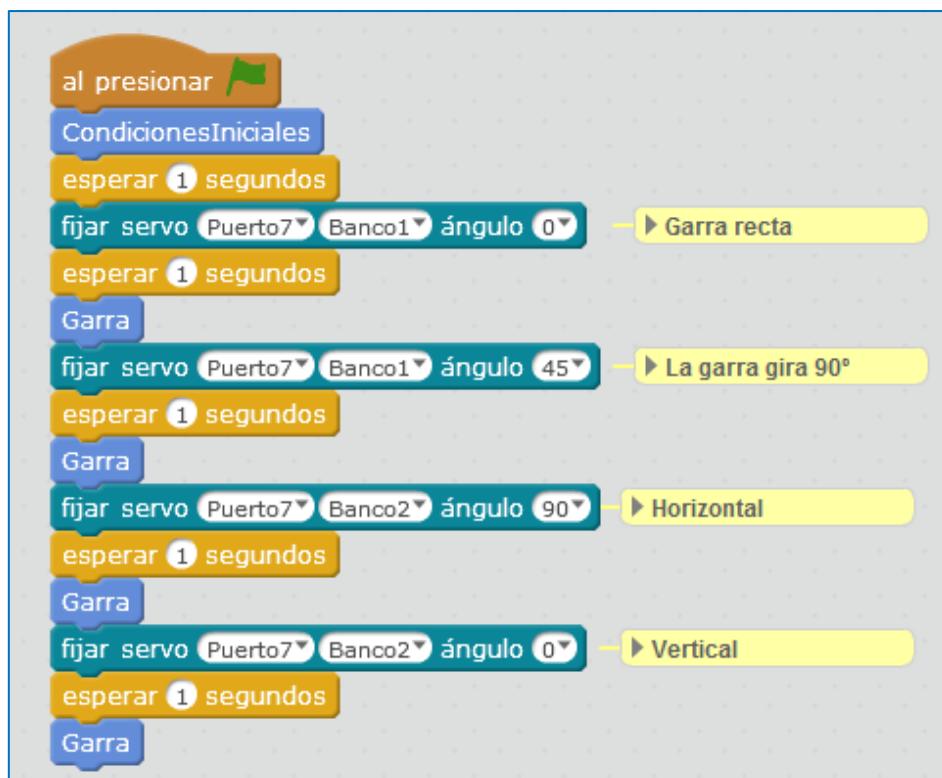 al presionar
CondicionesIniciales
esperar 1 segundos
fijar servo Puerto7 Banco1 ángulo 0 Garra recta
esperar 1 segundos
Garra
fijar servo Puerto7 Banco1 ángulo 45 La garra gira 90º
esperar 1 segundos
Garra
fijar servo Puerto7 Banco2 ángulo 90 Horizontal
esperar 1 segundos
Garra
fijar servo Puerto7 Banco2 ángulo 0 Vertical
esperar 1 segundos
Garra